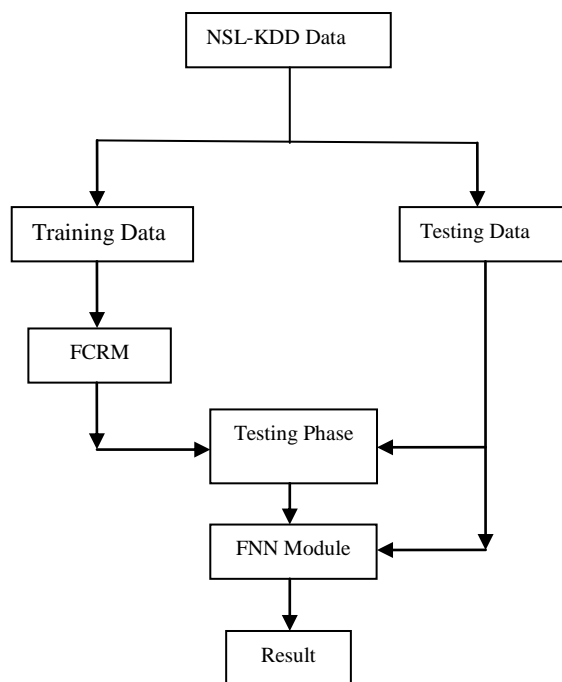 NSL-KDD Data
Training Data
Testing Data
FCRM
Testing Phase
FNN Module
Result